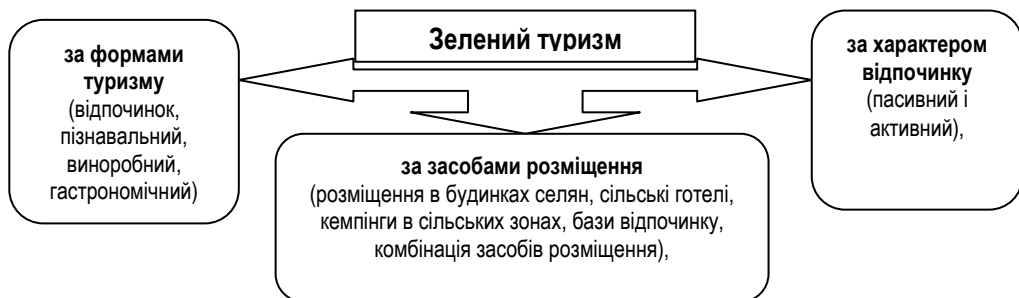 Зелений туризм
за формами
туризму
(відпочинок,
пізнавальний,
виноробний,
гастрономічний)
за засобами розміщення
(розміщення в будинках селян, сільські готелі,
кемпінги в сільських зонах, бази відпочинку,
комбінація засобів розміщення),
за характером
відпочинку
(пасивний і
активний),